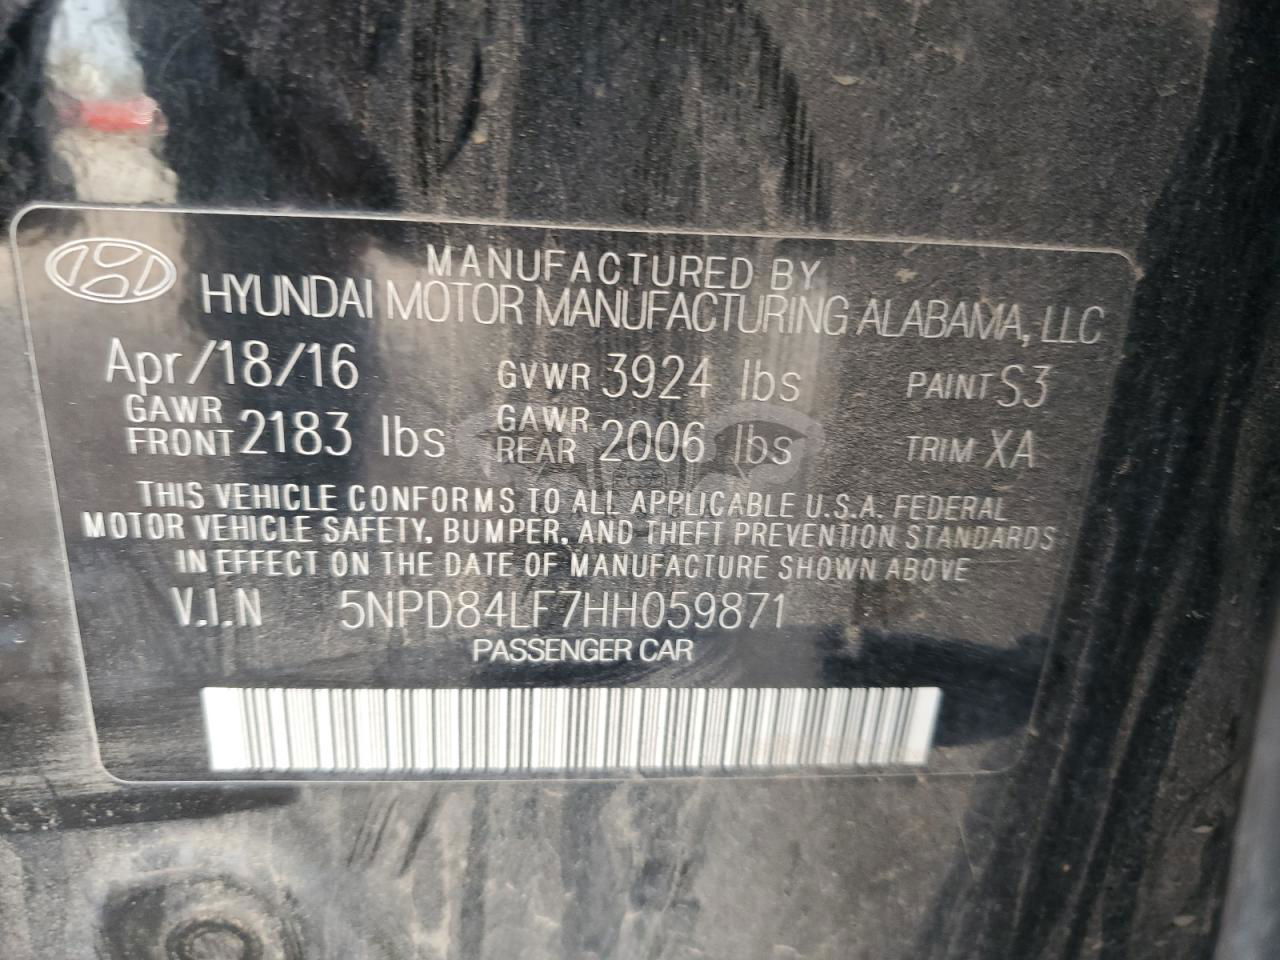 MANUFACTURED BY
HYUNDAI MOTOR MANUFACTURING ALABAMA, LLC
Apr/18/16 GVWR 3924 lbs PAINT S3
GAWR FRONT 2183 lbs GAWR REAR 2006 lbs TRIM XA
THIS VEHICLE CONFORMS TO ALL APPLICABLE U.S.A. FEDERAL
MOTOR VEHICLE SAFETY, BUMPER, AND THEFT PREVENTION STANDARDS
IN EFFECT ON THE DATE OF MANUFACTURE SHOWN ABOVE
V.I.N 5NPD84LF7HH059871
PASSENGER CAR